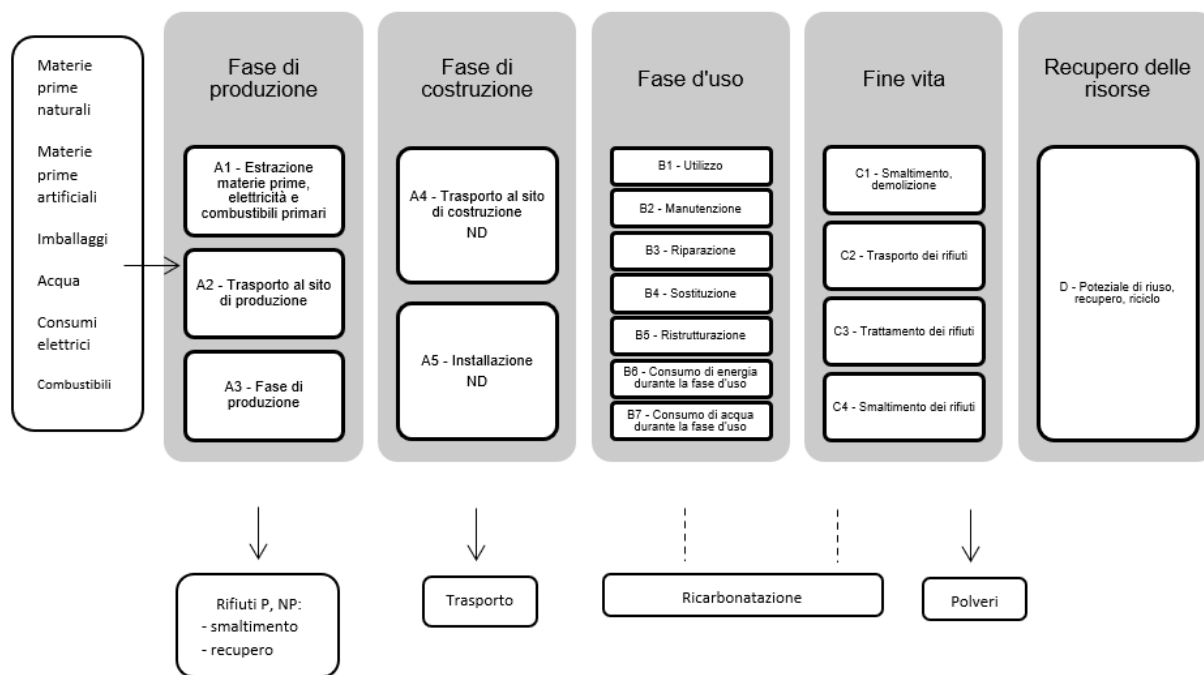 Materie
prime
naturali
Materie
prime
artificiali
Imballaggi
Acqua
Consumi
elettrici
Combustibili
Fase di
produzione
A1 - Estrazione
materie prime,
elettricità e
combustibili primari
A2 - Trasporto al sito
di produzione
A3 - Fase di
produzione
Fase di
costruzione
A4 - Trasporto al sito
di costruzione
ND
A5 - Installazione
ND
Fase d'uso
B1 - Utilizzo
B2 - Manutenzione
B3 - Riparazione
B4 - Sostituzione
B5 - Ristrutturazione
B6 - Consumo di energia
durante la fase d'uso
B7 - Consumo di acqua
durante la fase d'uso
Fine vita
C1 - Smaltimento,
demolizione
C2 - Trasporto dei rifiuti
C3 - Trattamento dei rifiuti
C4 - Smaltimento dei rifiuti
Recupero delle
risorse
D - Poteziale di riuso,
recupero, riciclo
Rifiuti P, NP:
- smaltimento
- recupero
Trasporto
Ricarbonatazione
Polveri